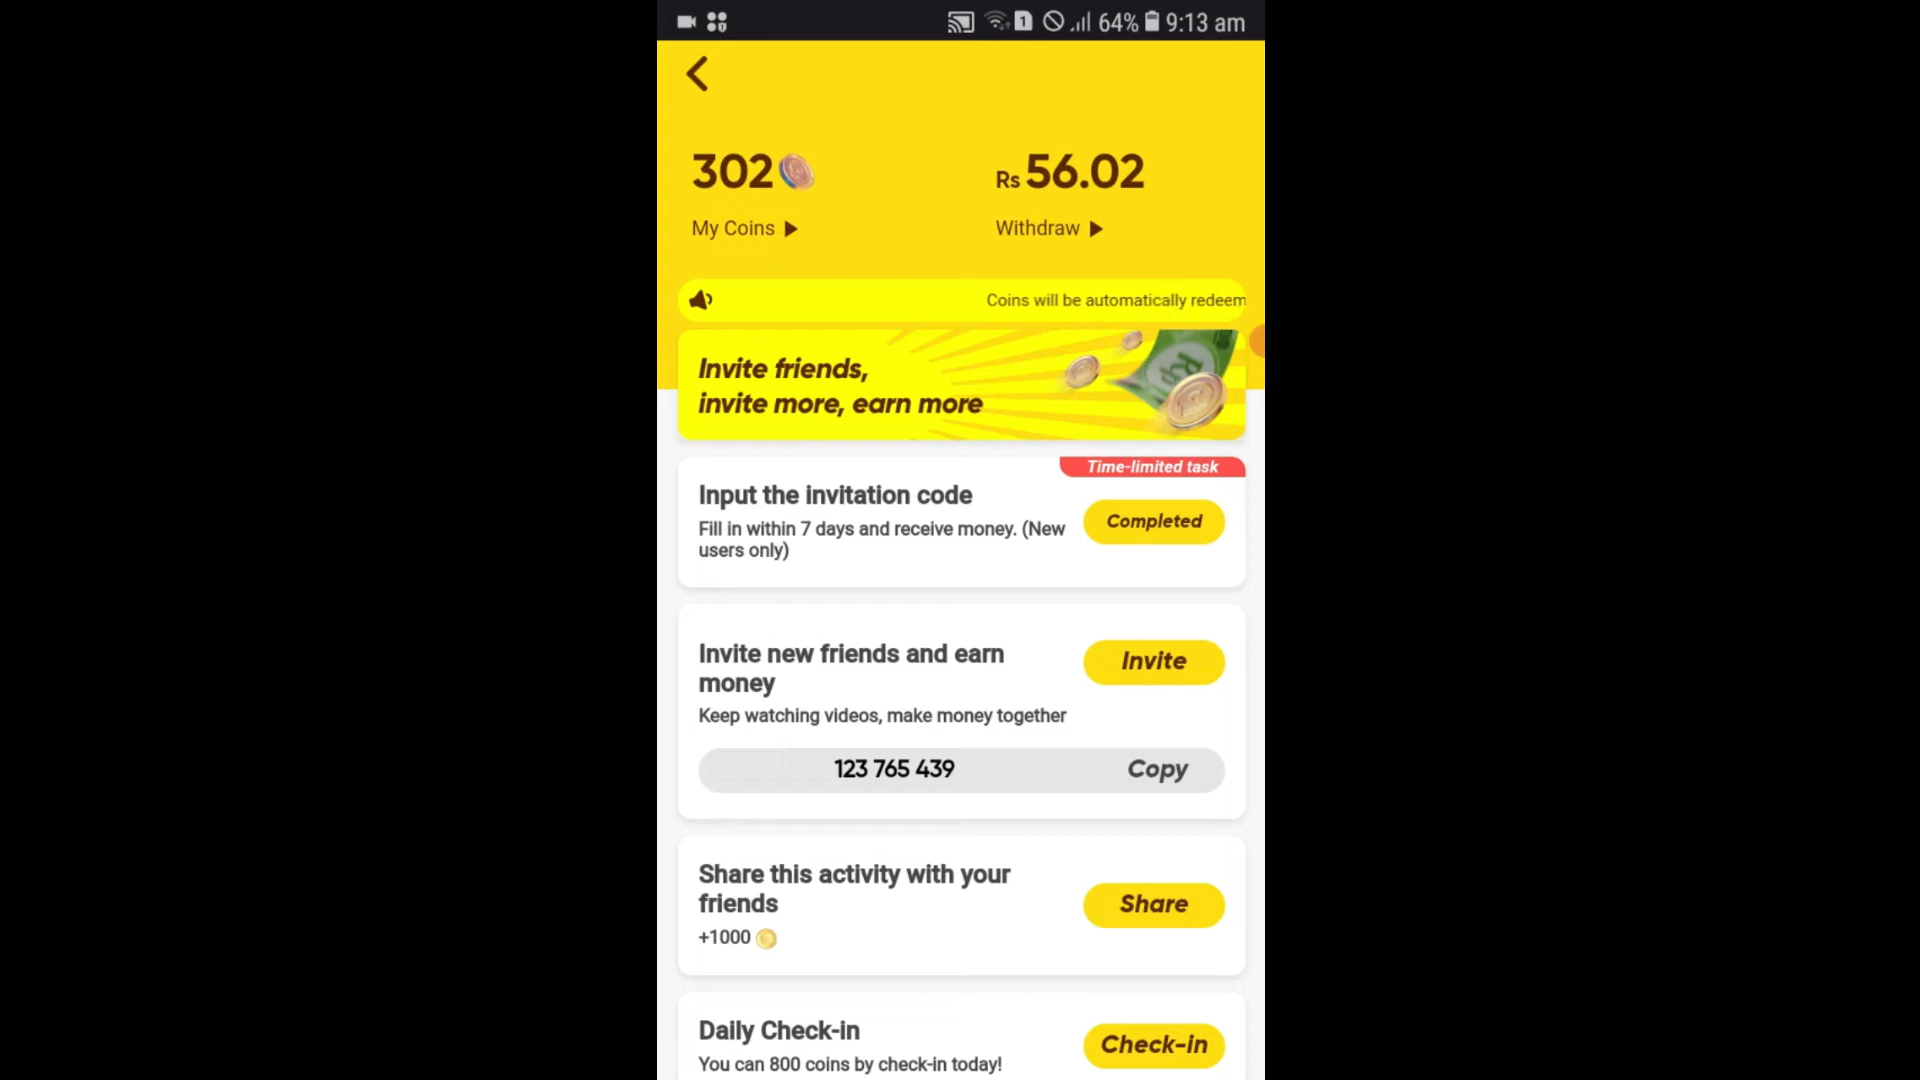 1 64% 9:13 am
302 Rs 56.02
My Coins Withdraw
Coins will be automatically redeem
Invite friends,
invite more, earn more
Time-limited task
Input the invitation code
Completed
Fill in within 7 days and receive money. (New
users only)
Invite new friends and earn
money
Invite
Keep watching videos, make money together
123 765 439 Copy
Share this activity with your
friends
Share
+1000
Daily Check-in
Check-in
You can 800 coins by check-in today!